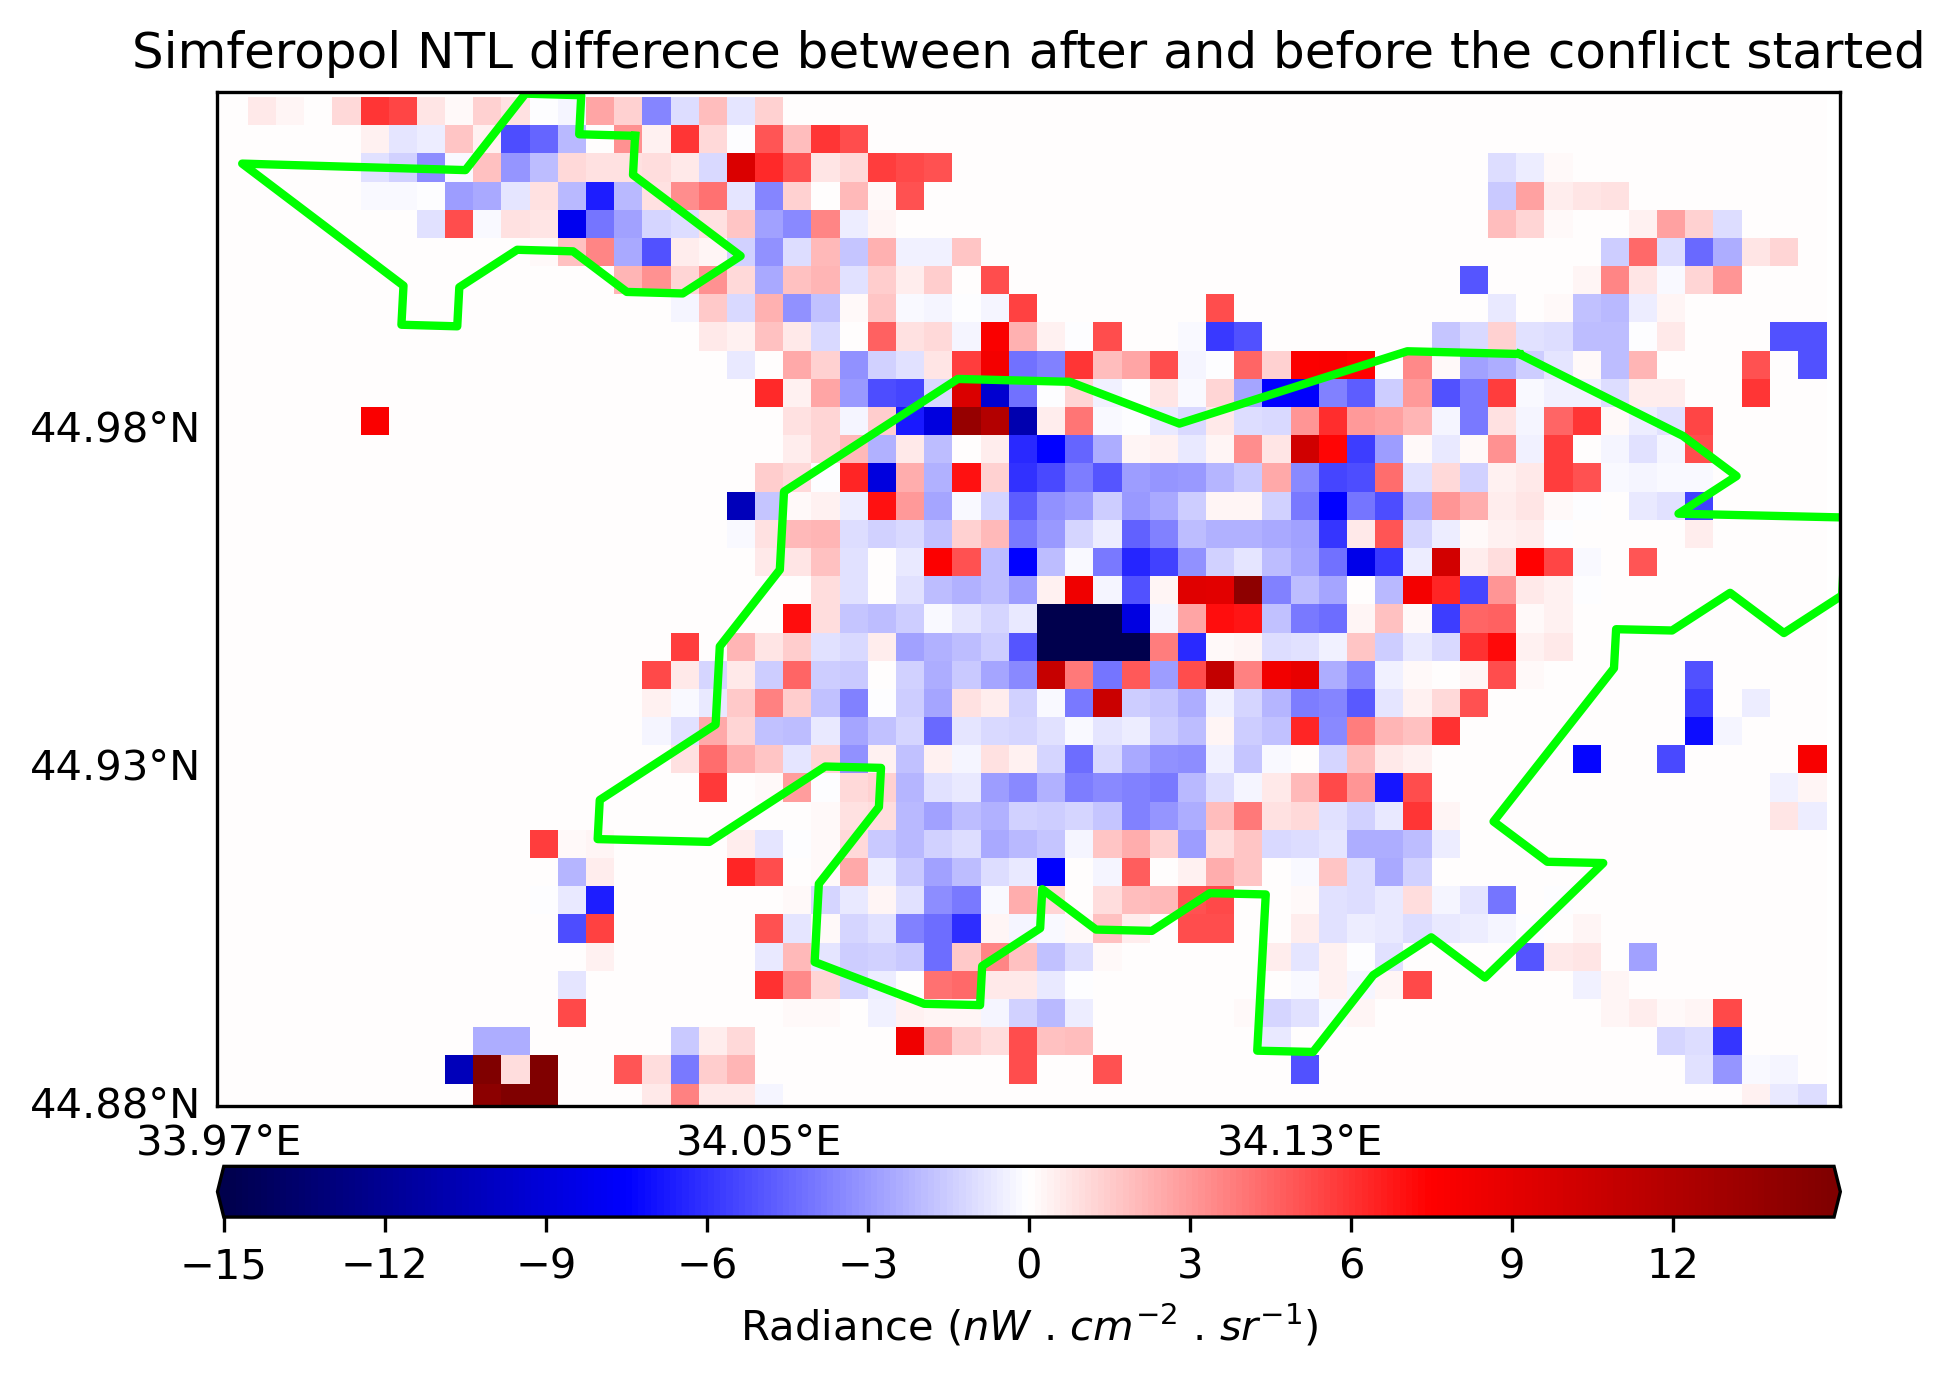 Simferopol NTL difference between after and before the conflict started
44.98°N
44.93°N
44.88°N
33.97°E 34.05°E 34.13°E
−15 −12 −9 −6 −3 0 3 6 9 12
Radiance (nW . cm⁻² . sr⁻¹)